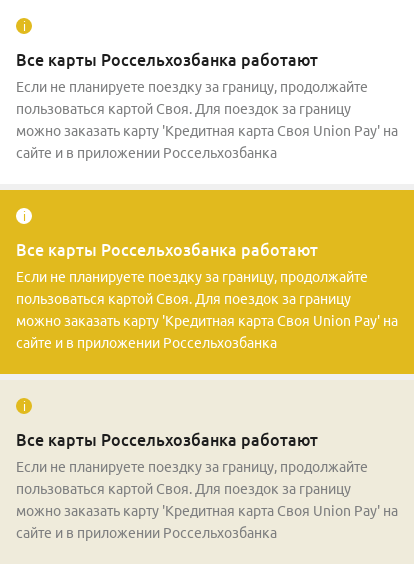 Все карты Россельхозбанка работают
Если не планируете поездку за границу, продолжайте
пользоваться картой Своя. Для поездок за границу
можно заказать карту 'Кредитная карта Своя Union Pay' на
сайте и в приложении Россельхозбанка
Все карты Россельхозбанка работают
Если не планируете поездку за границу, продолжайте
пользоваться картой Своя. Для поездок за границу
можно заказать карту 'Кредитная карта Своя Union Pay' на
сайте и в приложении Россельхозбанка
Все карты Россельхозбанка работают
Если не планируете поездку за границу, продолжайте
пользоваться картой Своя. Для поездок за границу
можно заказать карту 'Кредитная карта Своя Union Pay' на
сайте и в приложении Россельхозбанка